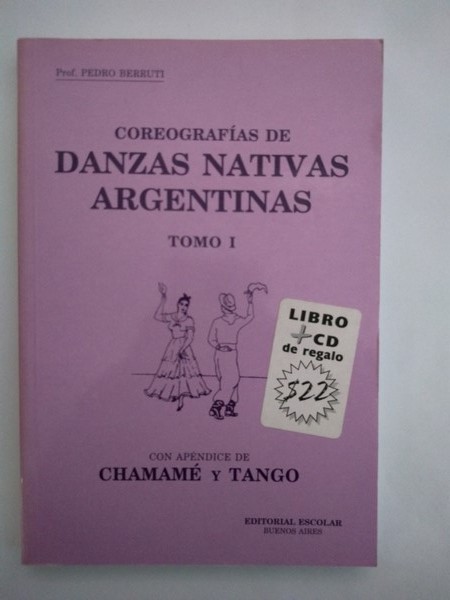 Prof. PEDRO BERRUTI
COREOGRAFÍAS DE
DANZAS NATIVAS
ARGENTINAS
TOMO I
LIBRO
+CD
de regalo
$22
CON APENDICE DE
CHAMAMÉ Y TANGO
EDITORIAL ESCOLAR
BUENOS AIRES